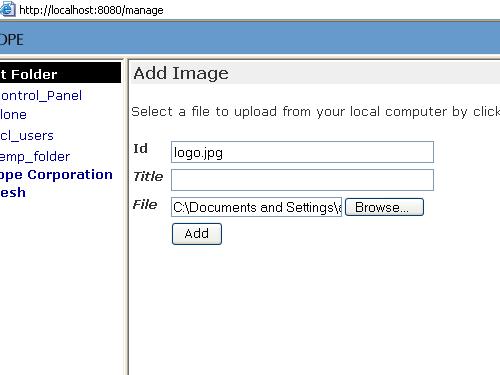 http://localhost:8080/manage
OPE
t Folder
ontrol_Panel
lone
cl_users
emp_folder
ope Corporation
esh
Add Image
Select a file to upload from your local computer by click
Id
logo.jpg
Title
File
C:\Documents and Settings\
Browse...
Add